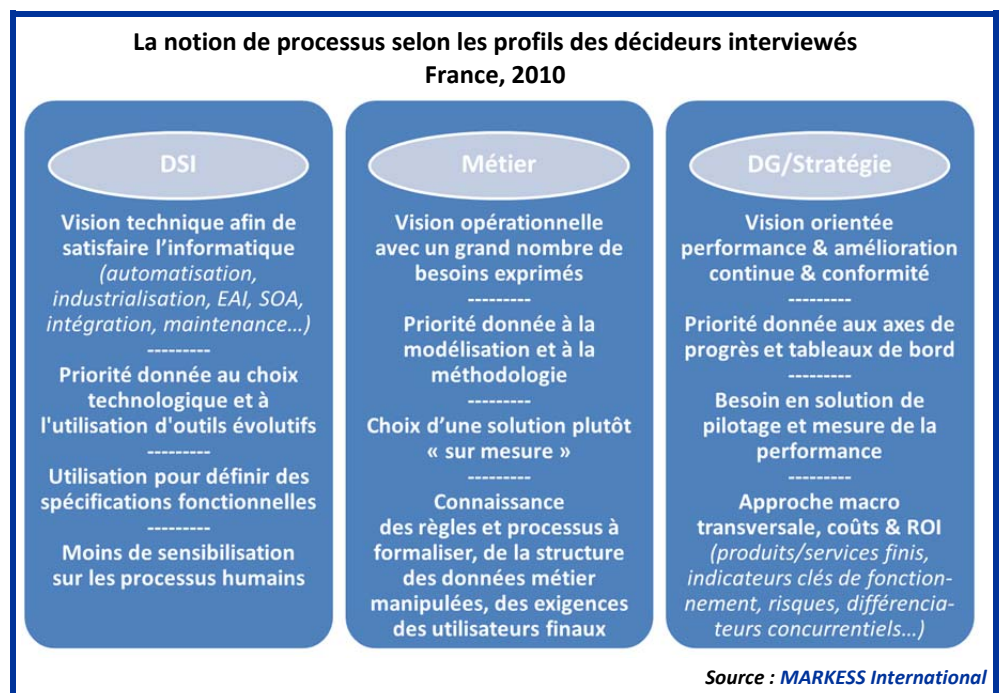 La notion de processus selon les profils des décideurs interviewés
France, 2010
DSI
Vision technique afin de
satisfaire l'informatique
(automatisation,
industrialisation, EAI, SOA,
intégration, maintenance…)
---------
Priorité donnée au choix
technologique et à
l'utilisation d'outils évolutifs
---------
Utilisation pour définir des
spécifications fonctionnelles
---------
Moins de sensibilisation
sur les processus humains
Métier
Vision opérationnelle
avec un grand nombre de
besoins exprimés
---------
Priorité donnée à la
modélisation et à la
méthodologie
---------
Choix d'une solution plutôt
« sur mesure »
---------
Connaissance
des règles et processus à
formaliser, de la structure
des données métier
manipulées, des exigences
des utilisateurs finaux
DG/Stratégie
Vision orientée
performance & amélioration
continue & conformité
---------
Priorité donnée aux axes de
progrès et tableaux de bord
---------
Besoin en solution de
pilotage et mesure de la
performance
---------
Approche macro
transversale, coûts & ROI
(produits/services finis,
indicateurs clés de fonction-
nement, risques, différencia-
teurs concurrentiels…)
Source : MARKESS International